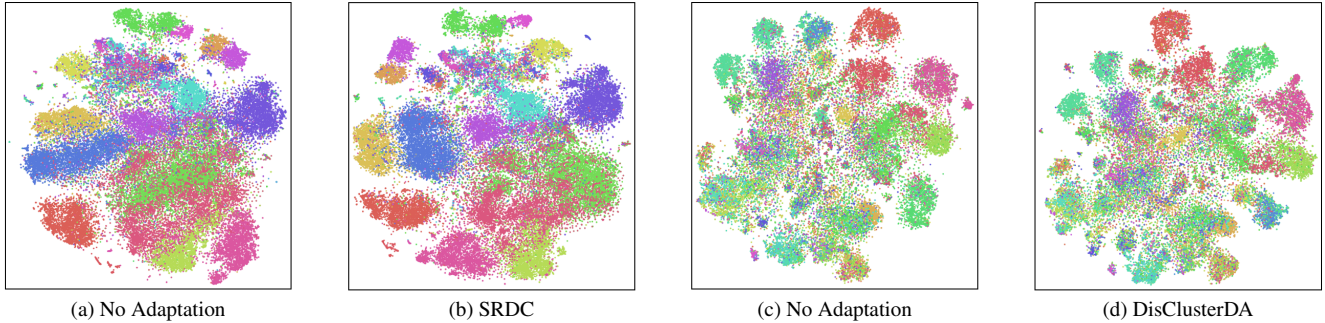 (a) No Adaptation
(b) SRDC
(c) No Adaptation
(d) DisClusterDA